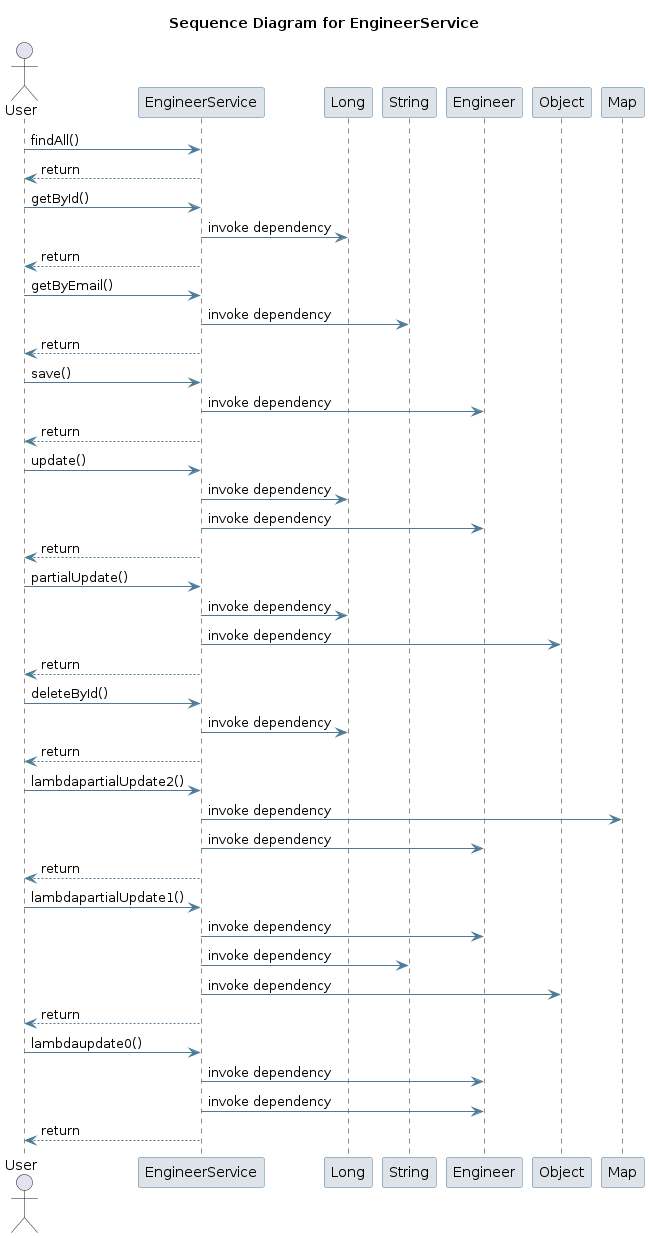 Sequence Diagram for EngineerService
User
EngineerService
Long
String
Engineer
Object
Map
findAll()
return
getById()
invoke dependency
return
getByEmail()
invoke dependency
return
save()
invoke dependency
return
update()
invoke dependency
invoke dependency
return
partialUpdate()
invoke dependency
invoke dependency
return
deleteById()
invoke dependency
return
lambdapartialUpdate2()
invoke dependency
invoke dependency
return
lambdapartialUpdate1()
invoke dependency
invoke dependency
invoke dependency
return
lambdaupdate0()
invoke dependency
invoke dependency
return
User
EngineerService
Long
String
Engineer
Object
Map